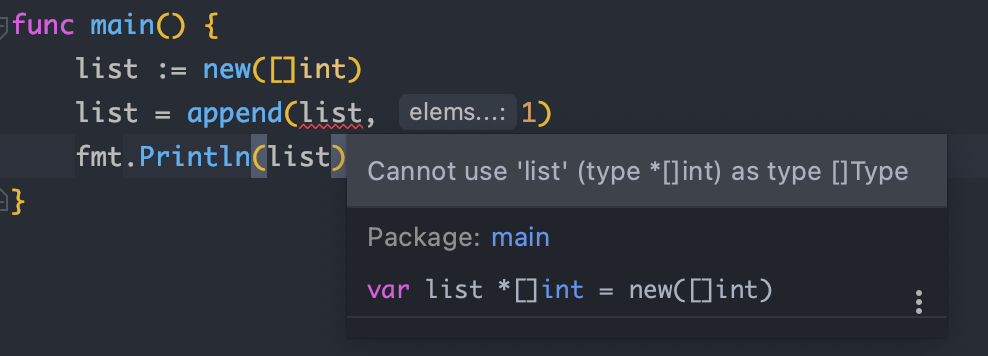 func main() {
list := new([]int)
list = append(list, elems...: 1)
fmt.Println(list)
Cannot use 'list' (type *[]int) as type []Type
}
Package: main
var list *[]int = new([]int)